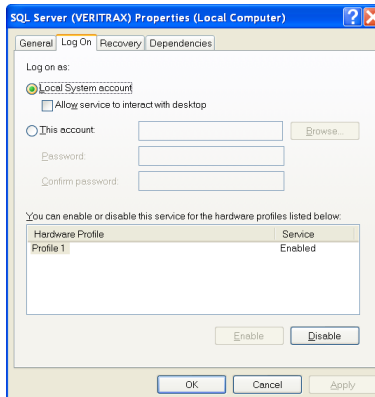 SQL Server (VERITRAX) Properties (Local Computer)
General Log On Recovery Dependencies
Log on as:
Local System account
Allow service to interact with desktop
This account:
Browse...
Password:
Confirm password:
You can enable or disable this service for the hardware profiles listed below:
Hardware Profile Service
Profile 1 Enabled
Enable Disable
OK Cancel Apply